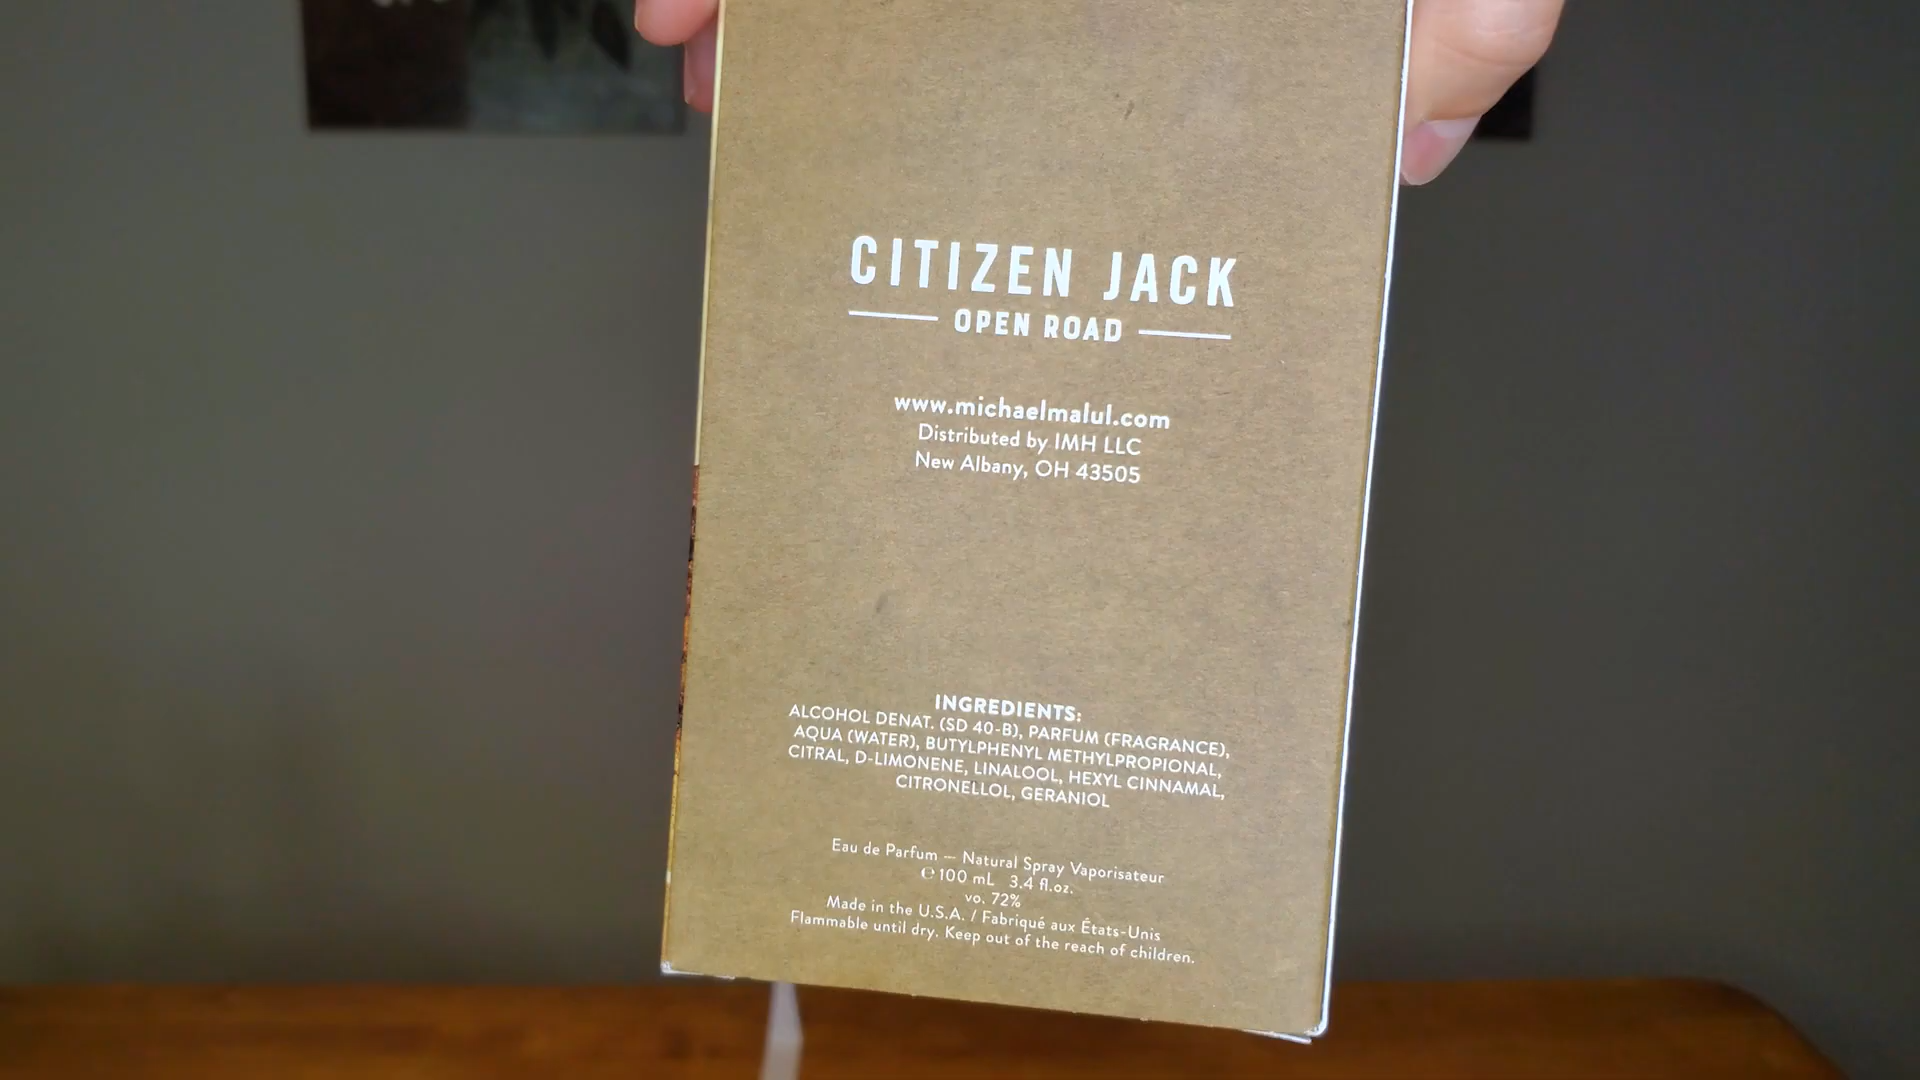 CITIZEN JACK
OPEN ROAD
www.michaelmalul.com
Distributed by IMH LLC
New Albany, OH 43505
INGREDIENTS:
ALCOHOL DENAT. (SD 40-B), PARFUM (FRAGRANCE),
AQUA (WATER), BUTYLPHENYL METHYLPROPIONAL,
CITRAL, D-LIMONENE, LINALOOL, HEXYL CINNAMAL,
CITRONELLOL, GERANIOL
Eau de Parfum — Natural Spray Vaporisateur
℮ 100 mL 3.4 fl.oz.
vo. 72%
Made in the U.S.A. / Fabriqué aux États-Unis
Flammable until dry. Keep out of the reach of children.